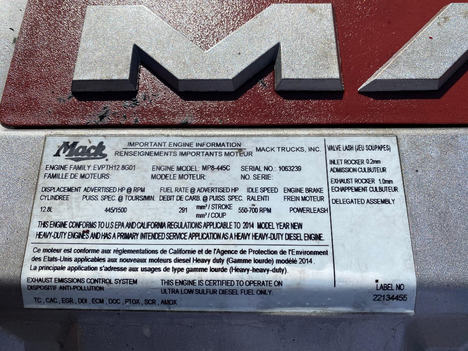 MA
Mack
IMPORTANT ENGINE INFORMATION
RENSEIGNEMENTS IMPORTANTS MOTEUR
MACK TRUCKS, INC.
ENGINE FAMILY: EVPTH12.8G01 ENGINE MODEL: MP8-445C SERIAL NO.: 1063239
FAMILLE DE MOTEURS: MODELE MOTEUR: NO. SERIE:
DISPLACEMENT ADVERTISED HP @ RPM FUEL RATE @ ADVERTISED HP IDLE SPEED ENGINE BRAKE
CYLINDREE PUISS. SPEC @ TOURS/MIN. DEBIT DE CARB. @ PUISS. SPEC RALENTI FREIN MOTEUR
12.8L 445/1500 291 mm³ / STROKE 550-700 RPM POWERLEASH
mm³ / COUP
THIS ENGINE CONFORMS TO U.S EPA AND CALIFORNIA REGULATIONS APPLICABLE TO 2014 MODEL YEAR NEW
HEAVY-DUTY ENGINES AND HAS A PRIMARY INTENDED SERVICE APPLICATION AS A HEAVY HEAVY-DUTY DIESEL ENGINE.
Ce moteur est conforme aux réglementations de Californie et de l'Agence de Protection de l'Environment
des Etats-Unis applicables aux nouveaux moteurs diesel Heavy duty (Gamme lourde) modèle 2014.
La principale application s'adresse aux usages de type gamme lourde (Heavy-heavy-duty).
EXHAUST EMISSIONS CONTROL SYSTEM
DISPOSITIF ANTI-POLLUTION
THIS ENGINE IS CERTIFIED TO OPERATE ON
ULTRA LOW SULFUR DIESEL FUEL ONLY.
TC , CAC, EGR, DDI, ECM , DOC , PTOX, SCR , AMOX
VALVE LASH (JEU SOUPAPES)
INLET ROCKER 0.2mm
ADMISSION CULBUTEUR
EXHAUST ROCKER 1.0mm
ECHAPPEMENT CULBUTEUR
DELEGATED ASSEMBLY
LABEL NO
22134455